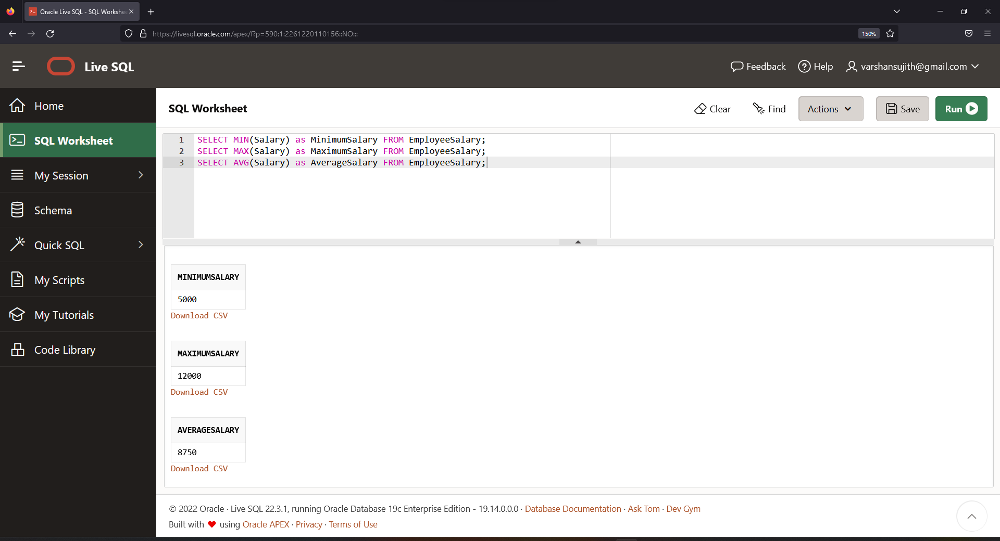 Oracle Live SQL - SQL Workshe
https://livesql.oracle.com/apex/f?p=590:1:2261220110156::NO:::
150%
Live SQL
Feedback
Help
varshansujith@gmail.com
Home
SQL Worksheet
My Session
Schema
Quick SQL
My Scripts
My Tutorials
Code Library
SQL Worksheet
Clear
Find
Actions
Save
Run
1 SELECT MIN(Salary) as MinimumSalary FROM EmployeeSalary;
2 SELECT MAX(Salary) as MaximumSalary FROM EmployeeSalary;
3 SELECT AVG(Salary) as AverageSalary FROM EmployeeSalary;
MINIMUMSALARY
5000
Download CSV
MAXIMUMSALARY
12000
Download CSV
AVERAGESALARY
8750
Download CSV
© 2022 Oracle · Live SQL 22.3.1, running Oracle Database 19c Enterprise Edition - 19.14.0.0.0 · Database Documentation · Ask Tom · Dev Gym
Built with ❤ using Oracle APEX · Privacy · Terms of Use